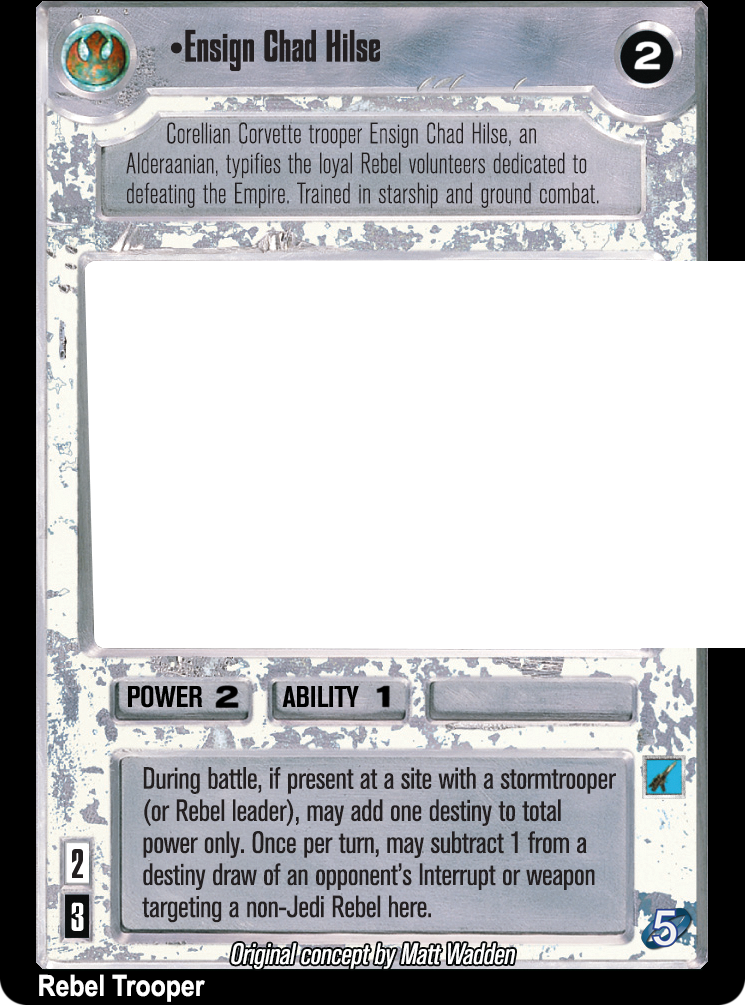 •Ensign Chad Hilse
2
Corellian Corvette trooper Ensign Chad Hilse, an
Alderaanian, typifies the loyal Rebel volunteers dedicated to
defeating the Empire. Trained in starship and ground combat.
POWER 2
ABILITY 1
During battle, if present at a site with a stormtrooper
(or Rebel leader), may add one destiny to total
power only. Once per turn, may subtract 1 from a
destiny draw of an opponent's Interrupt or weapon
targeting a non-Jedi Rebel here.
2
3
5
Original concept by Matt Wadden
Rebel Trooper